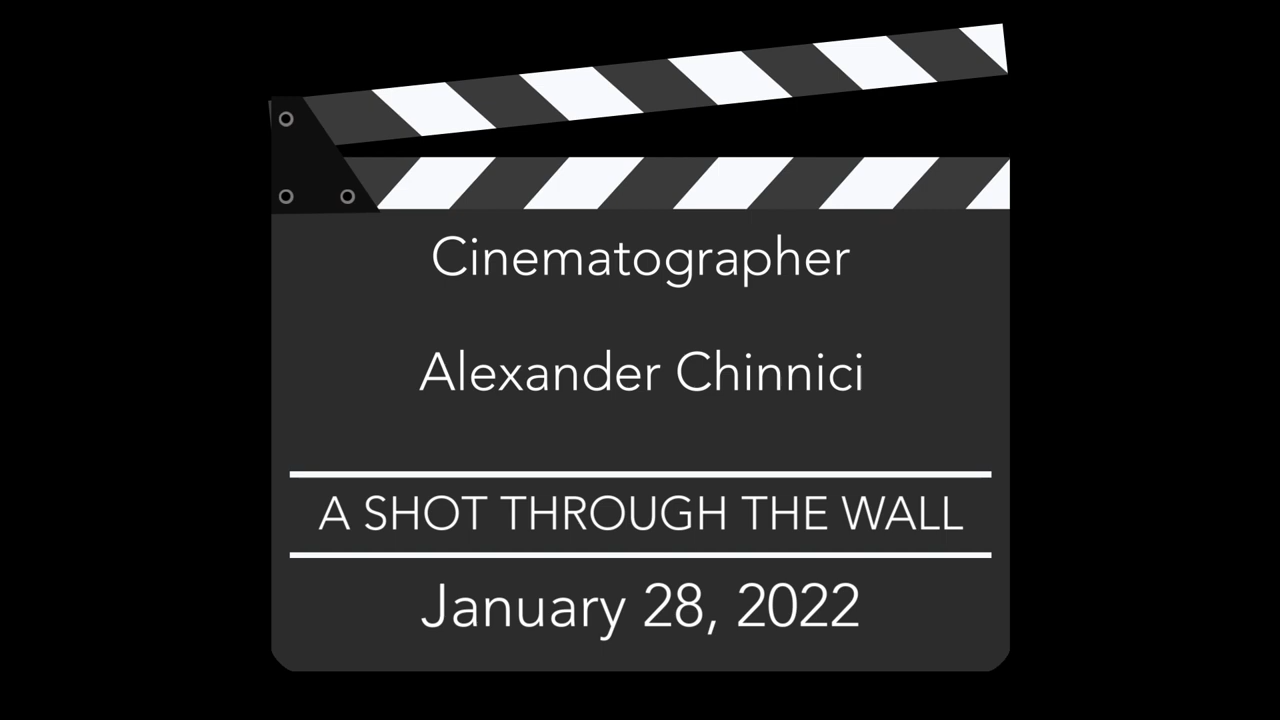 Cinematographer
Alexander Chinnici
A SHOT THROUGH THE WALL
January 28, 2022